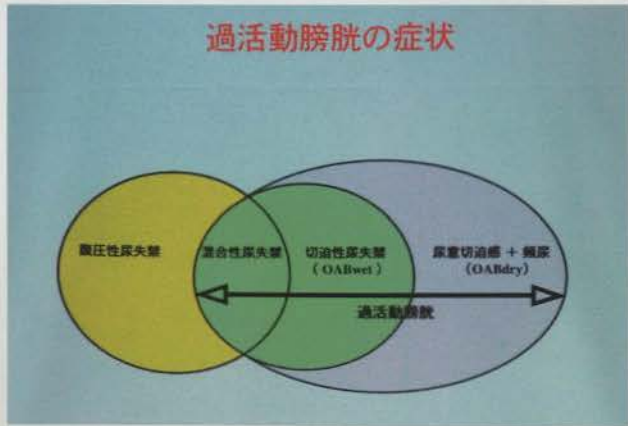 過活動膀胱の症状
腹圧性尿失禁
混合性尿失禁
切迫性尿失禁
(OABwet)
尿意切迫感 + 頻尿
(OABdry)
過活動膀胱